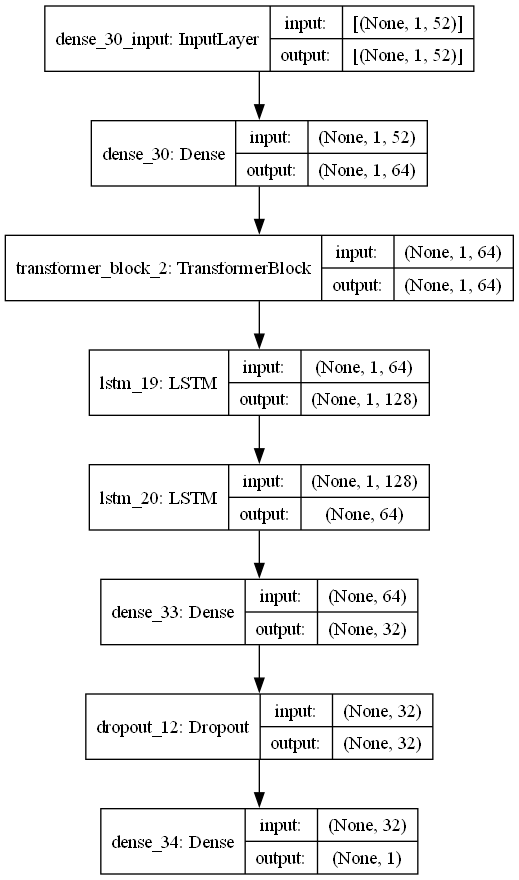 dense_30_input: InputLayer
input: [(None, 1, 52)]
output: [(None, 1, 52)]
dense_30: Dense
input: (None, 1, 52)
output: (None, 1, 64)
transformer_block_2: TransformerBlock
input: (None, 1, 64)
output: (None, 1, 64)
lstm_19: LSTM
input: (None, 1, 64)
output: (None, 1, 128)
lstm_20: LSTM
input: (None, 1, 128)
output: (None, 64)
dense_33: Dense
input: (None, 64)
output: (None, 32)
dropout_12: Dropout
input: (None, 32)
output: (None, 32)
dense_34: Dense
input: (None, 32)
output: (None, 1)